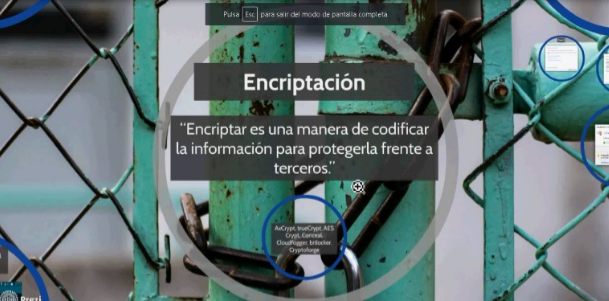 Pulsa Esc para salir del modo de pantalla completa
Encriptación
“Encriptar es una manera de codificar
la información para protegerla frente a
terceros.”
AxCrypt, trueCrypt, AES
Crypt, Gomeal,
Cloudfogger, bitlocker,
Cryptoforge
Prezi